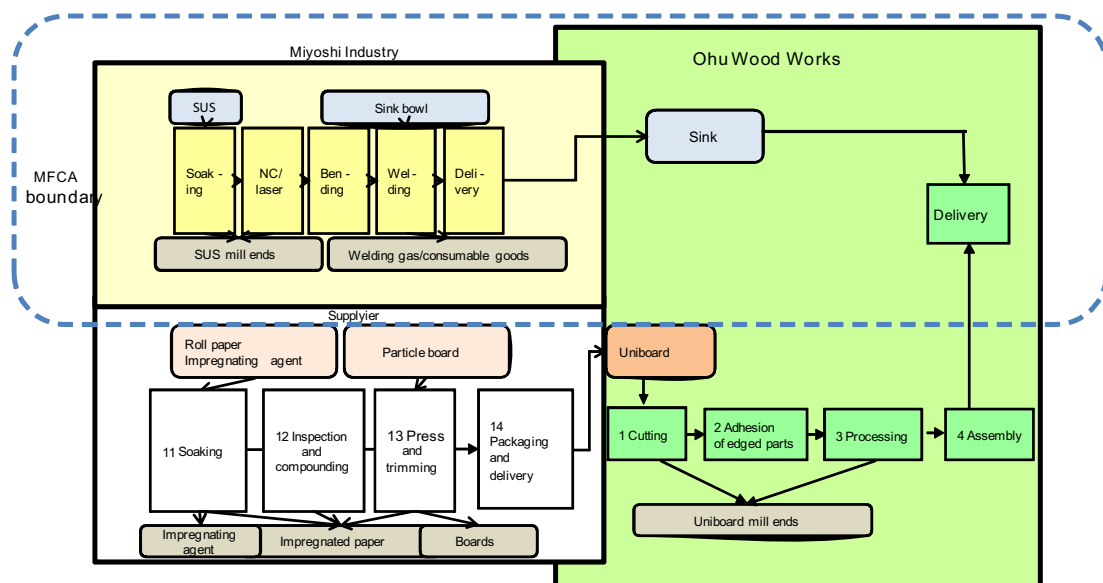 Miyoshi Industry
Ohu Wood Works
SUS
Sink bowl
Sink
Soak -
ing
NC/
laser
Ben -
ding
Wel-
ding
Deli -
very
MFCA
boundary
Delivery
SUS mill ends
Welding gas/consumable goods
Supplyier
Roll paper
Impregnating agent
Particle board
Uniboard
11 Soaking
12 Inspection
and
compounding
13 Press
and
trimming
14
Packaging
and
delivery
1 Cutting
2 Adhesion
of edged parts
3 Processing
4 Assembly
Uniboard mill ends
Impregnating
agent
Impregnated paper
Boards